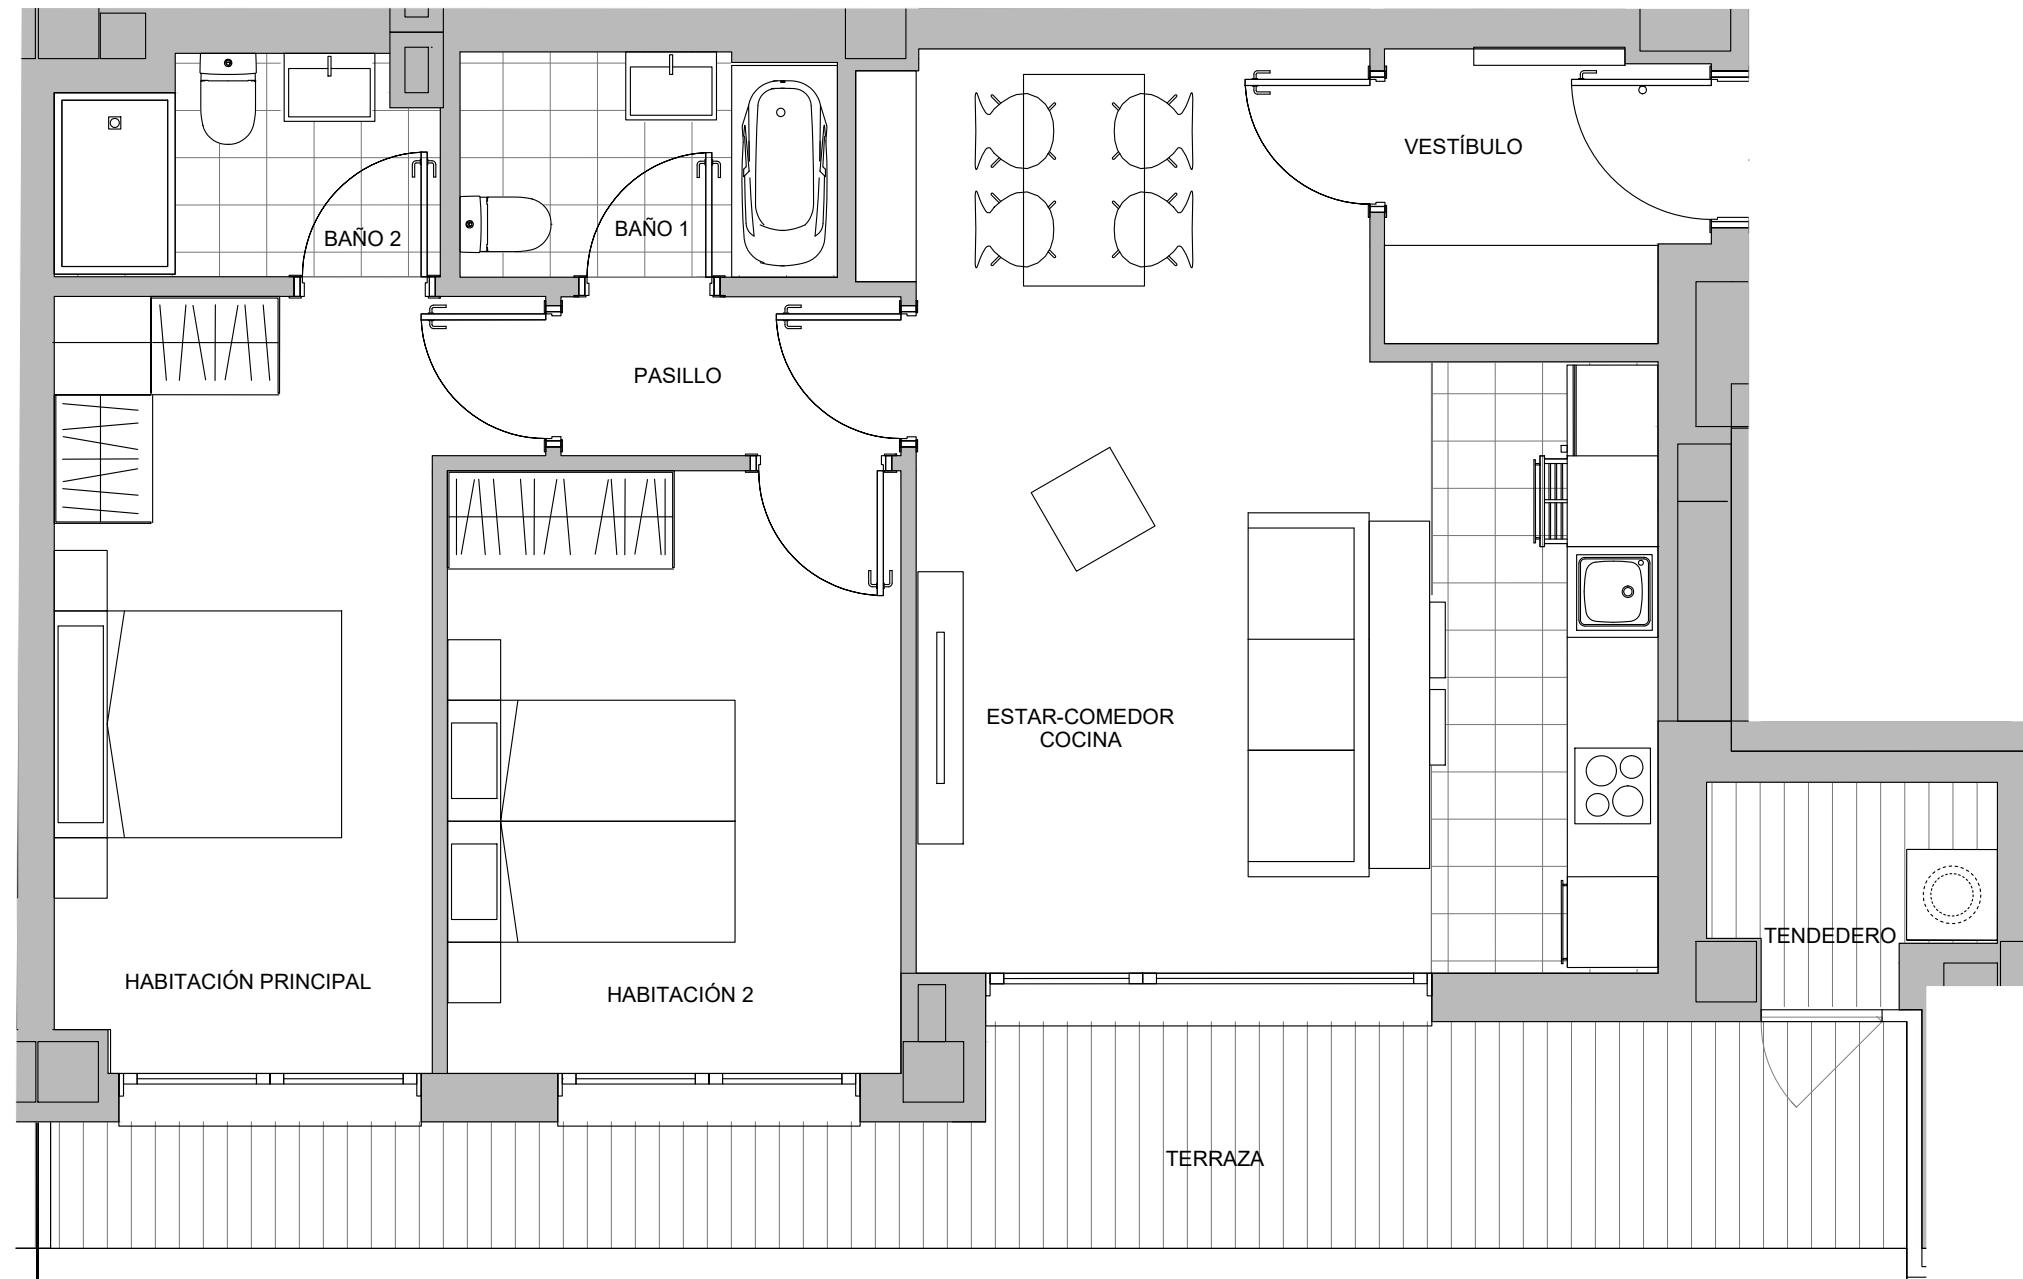 VESTÍBULO
BAÑO 2
BAÑO 1
PASILLO
ESTAR-COMEDOR
COCINA
TENDEDERO
HABITACIÓN PRINCIPAL
HABITACIÓN 2
TERRAZA